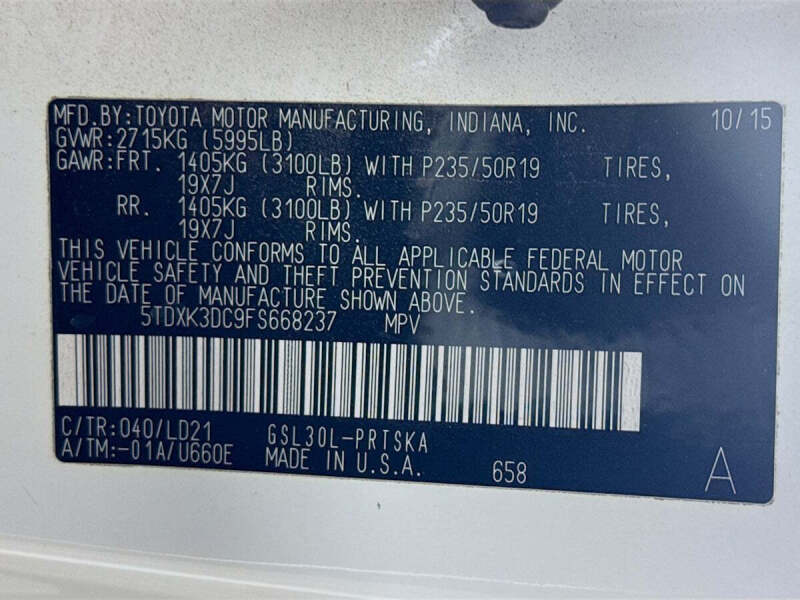 MFD.BY:TOYOTA MOTOR MANUFACTURING, INDIANA, INC. 10/15
GVWR:2715KG (5995LB)
GAWR:FRT. 1405KG (3100LB) WITH P235/50R19 TIRES,
19X7J RIMS.
RR. 1405KG (3100LB) WITH P235/50R19 TIRES,
19X7J RIMS.
THIS VEHICLE CONFORMS TO ALL APPLICABLE FEDERAL MOTOR
VEHICLE SAFETY AND THEFT PREVENTION STANDARDS IN EFFECT ON
THE DATE OF MANUFACTURE SHOWN ABOVE.
5TDXK3DC9FS668237 MPV
C/TR:040/LD21 GSL30L-PRTSKA
A/TM:-01A/U660E MADE IN U.S.A. 658 A